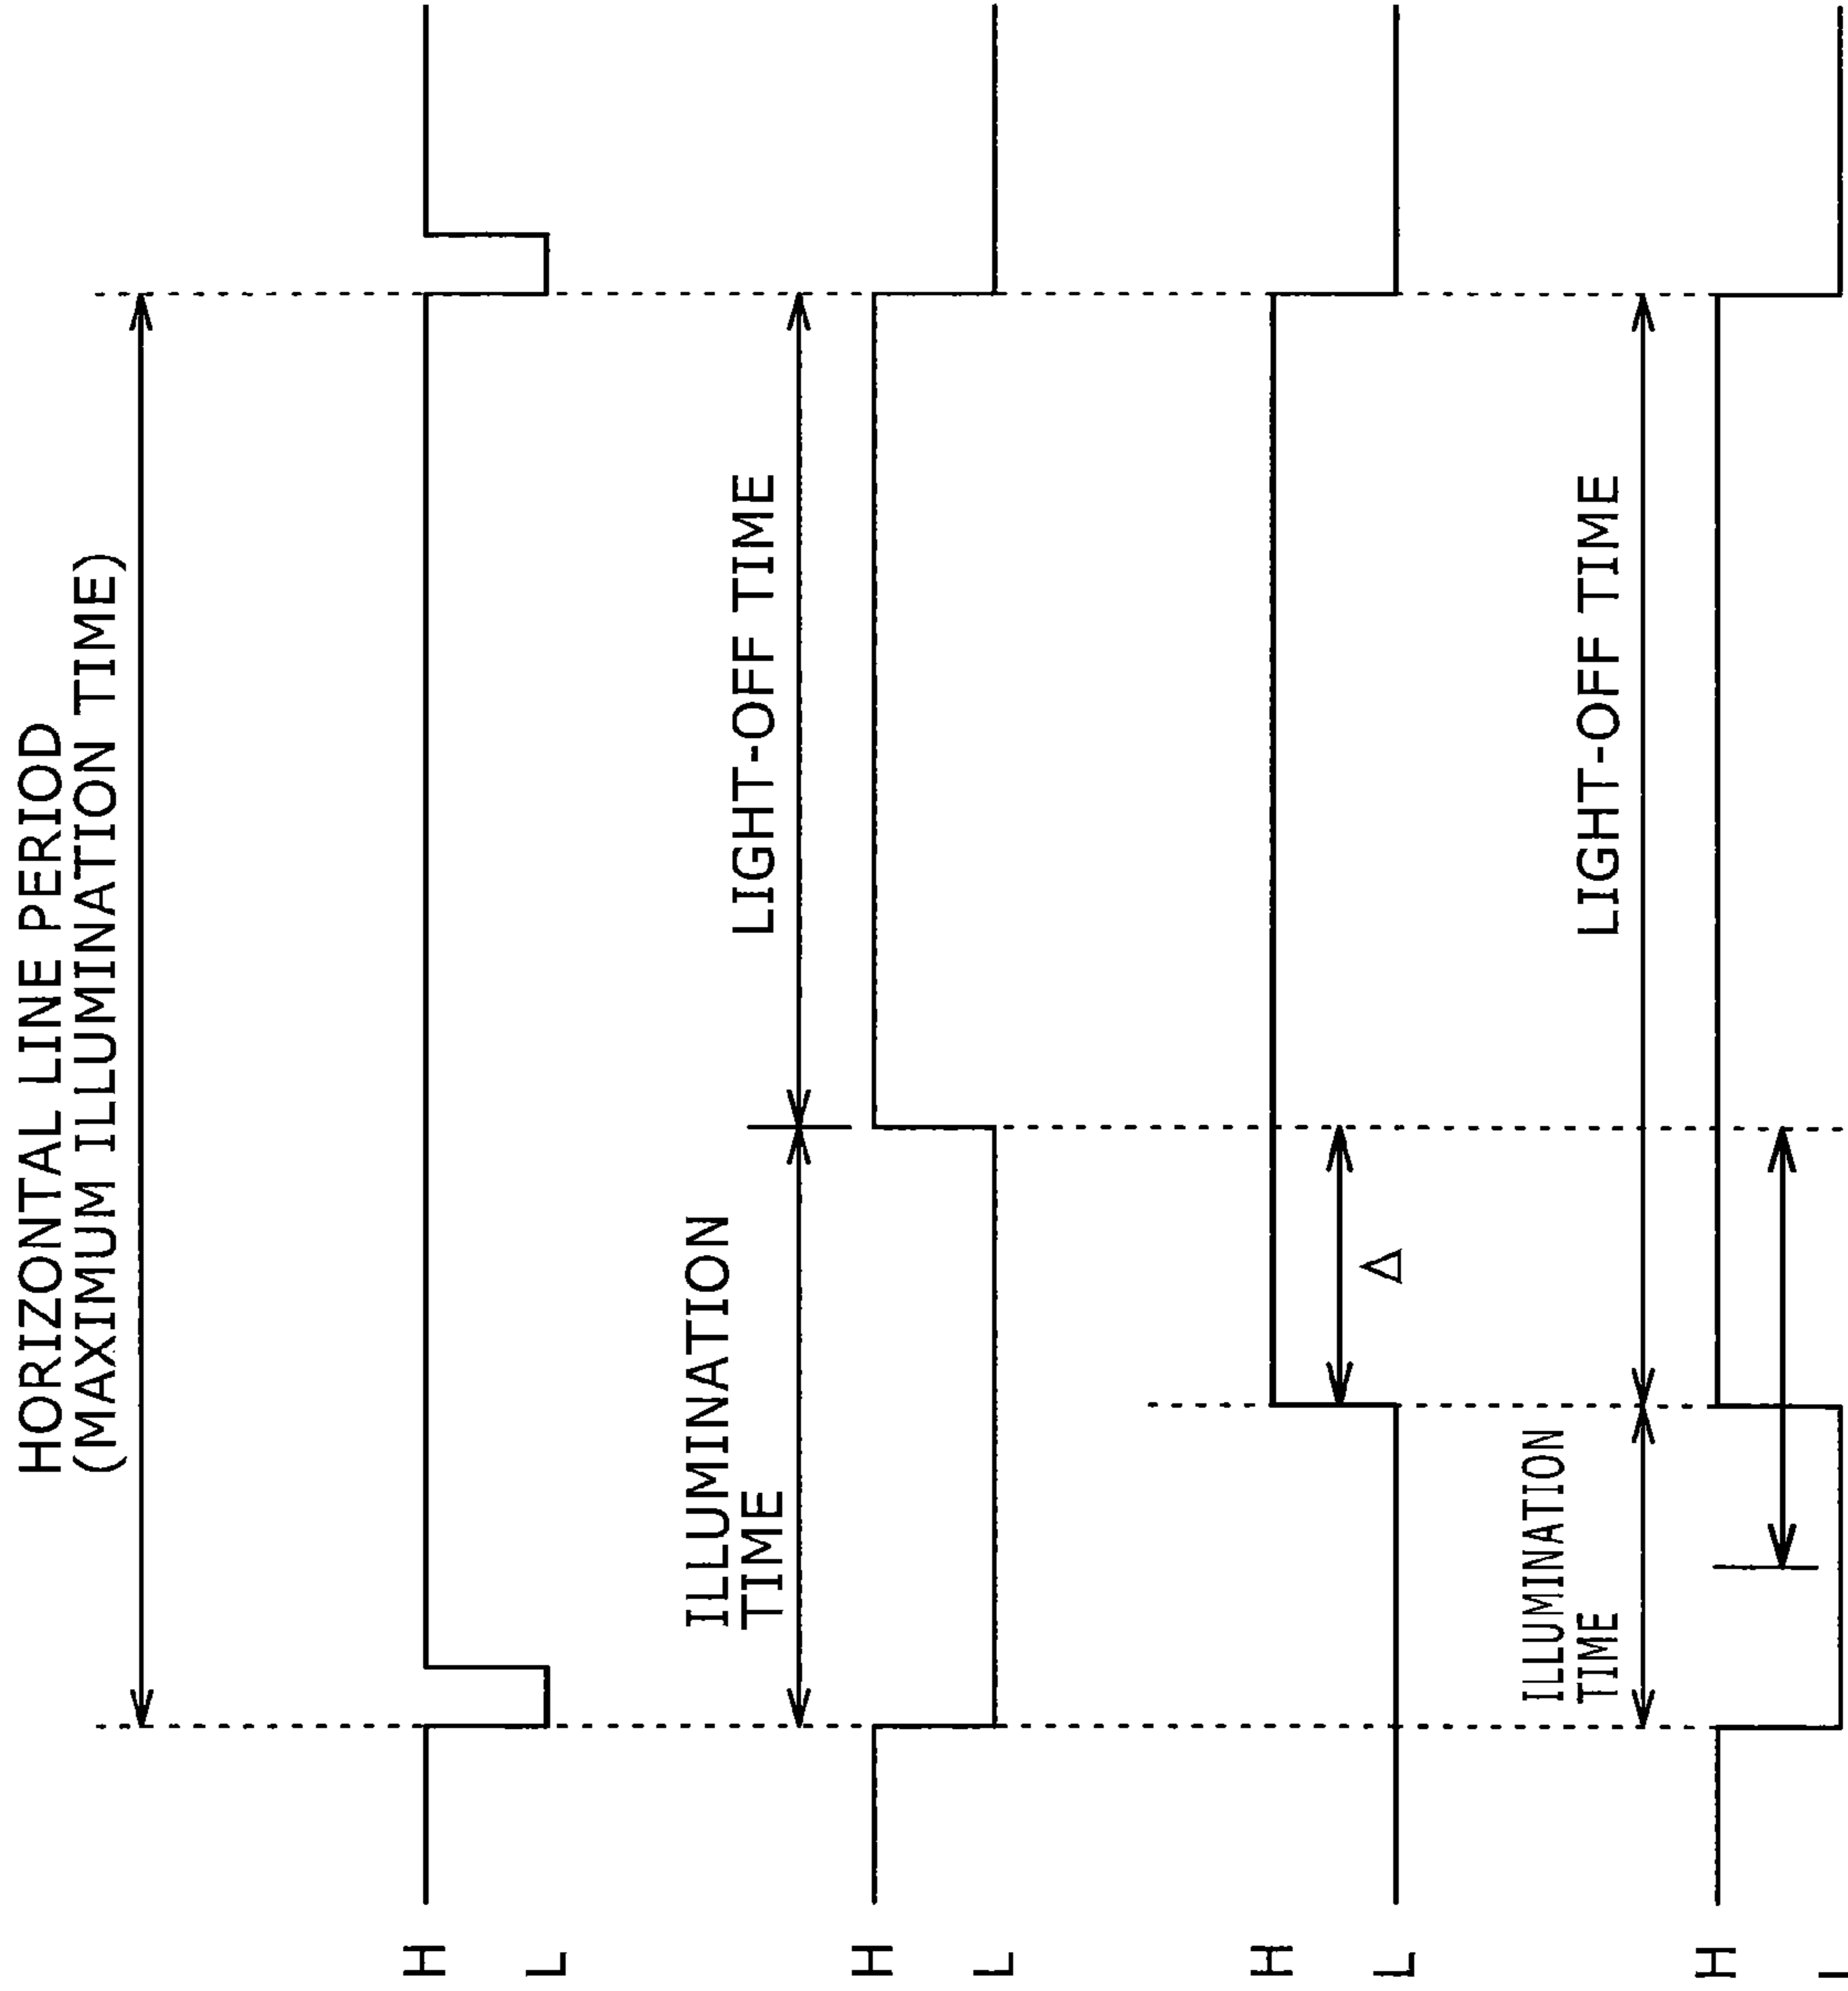 HORIZONTAL LINE PERIOD
(MAXIMUM ILLUMINATION TIME)
H
L
ILLUMINATION
TIME
LIGHT-OFF TIME
H
L
H
L
Δ
ILLUMINATION
TIME
LIGHT-OFF TIME
H
L